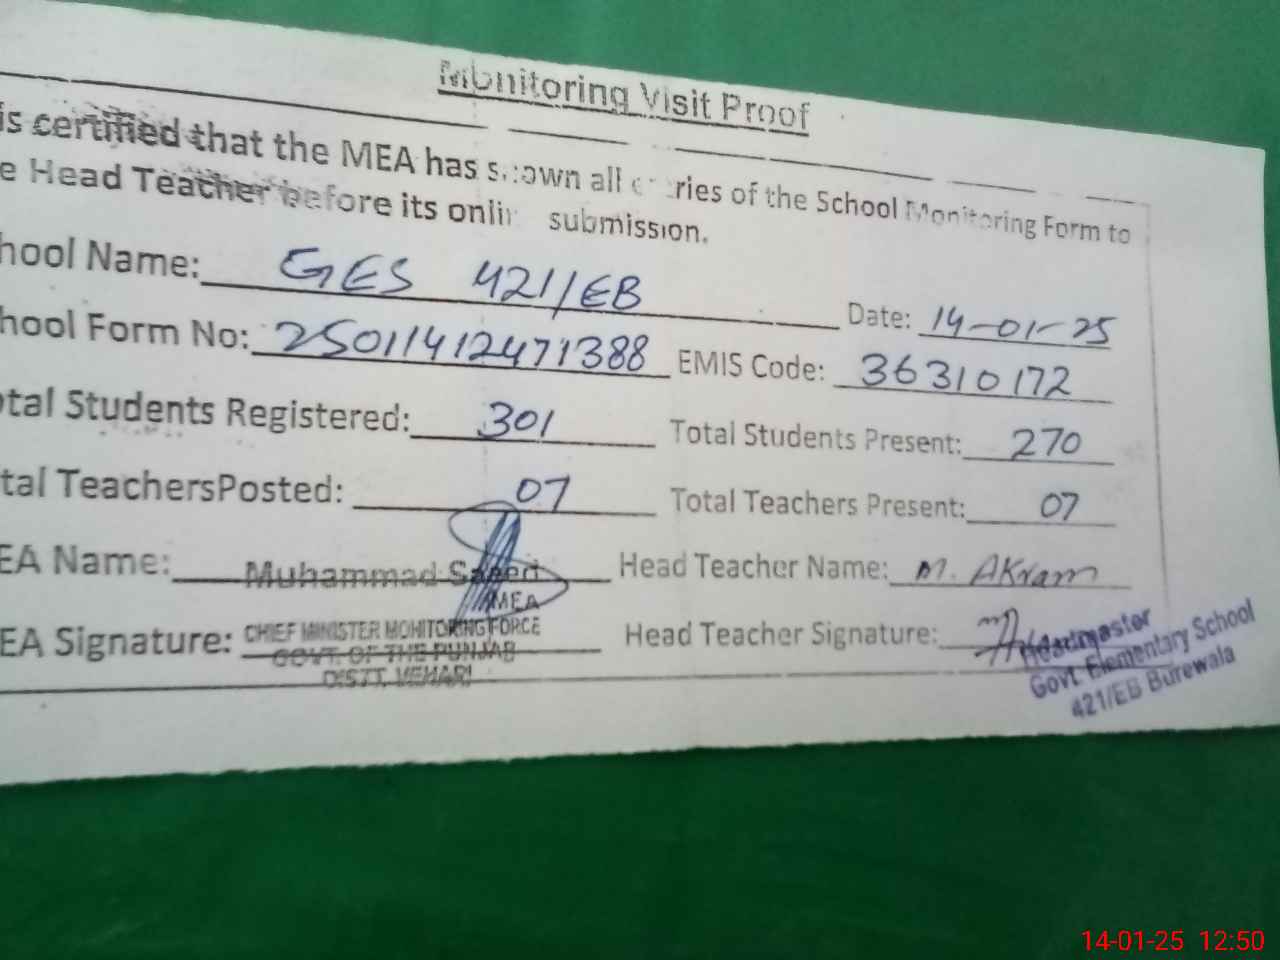 Monitoring Visit Proof
is certified that the MEA has shown all entries of the School Monitoring Form to
e Head Teacher before its onlin submission.
hool Name: GES 421/EB Date: 14-01-25
hool Form No: 25011412471388 EMIS Code: 36310172
otal Students Registered: 301 Total Students Present: 270
tal TeachersPosted: 07 Total Teachers Present: 07
EA Name: Muhammad Saeed Head Teacher Name: M. AKram
MEA
EA Signature: CHIEF MINISTER MONITORING FORCE Head Teacher Signature:
GOVT. OF THE PUNJAB
DISTT. VEHARI
Headmaster
Govt. Elementary School
421/EB Burewala
14-01-25 12:50